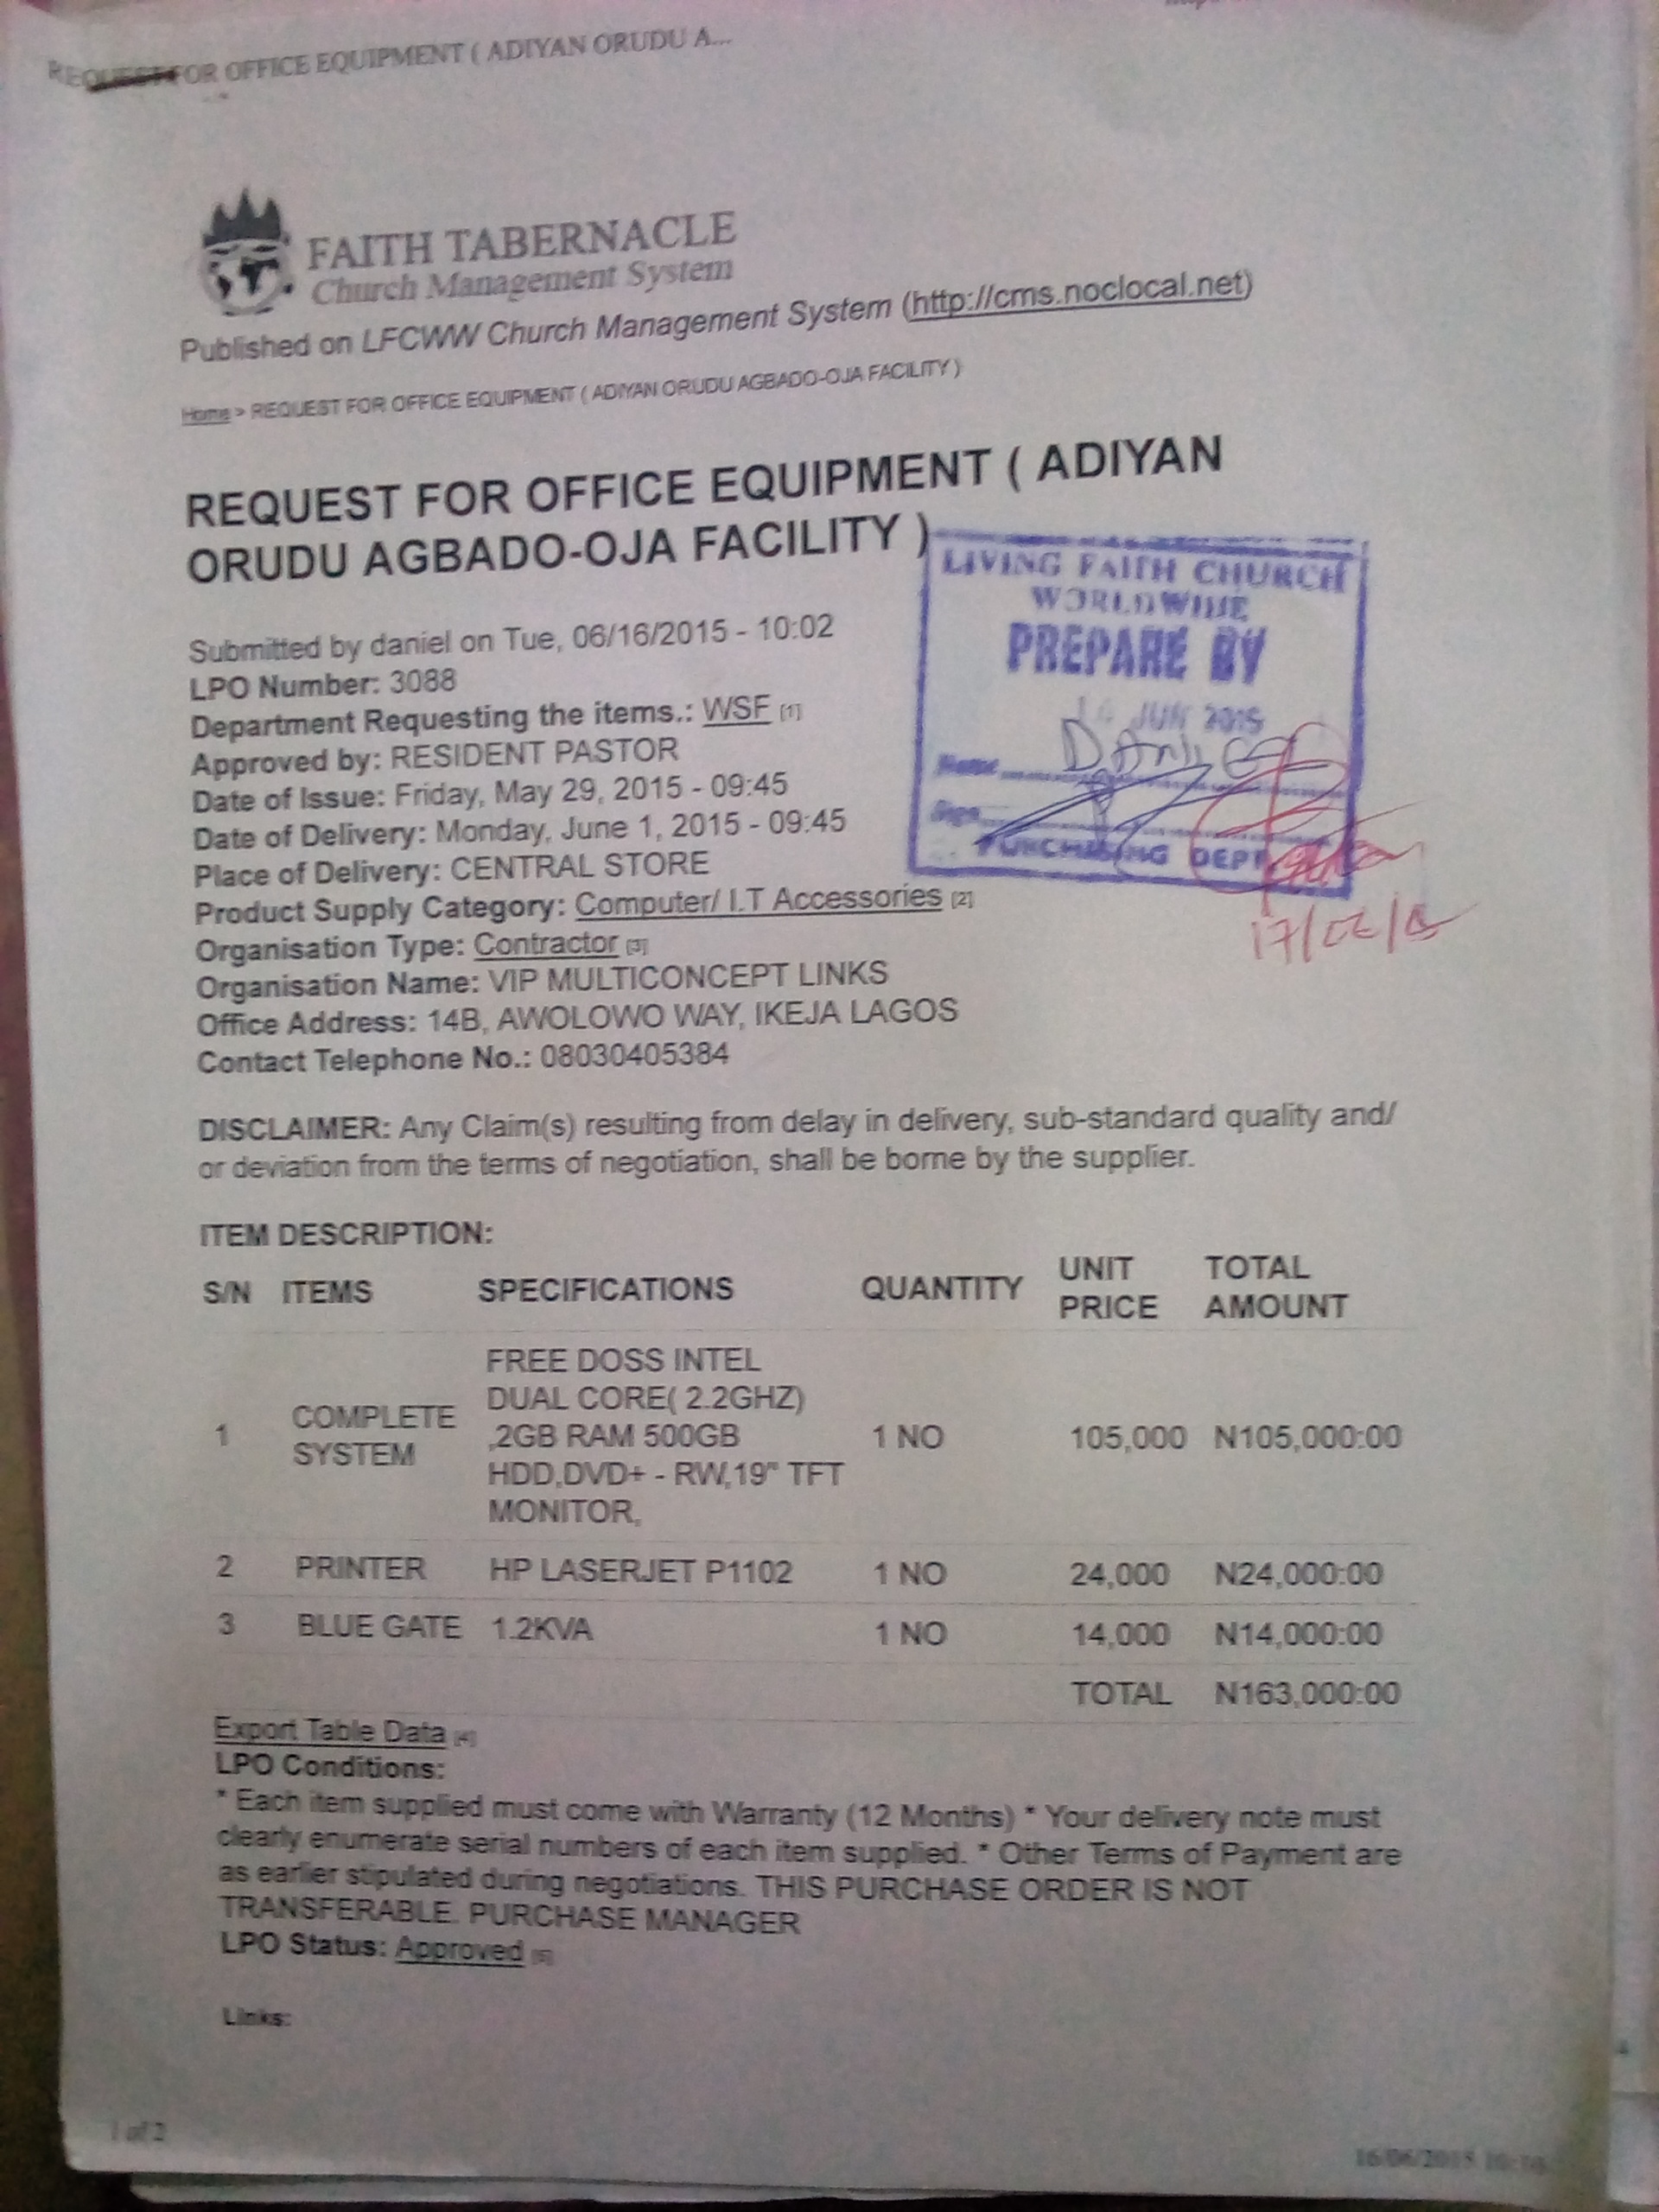 REQUEST FOR OFFICE EQUIPMENT ( ADIYAN ORUDU A...
FAITH TABERNACLE
Church Management System
Published on LFCWW Church Management System (http://cms.noclocal.net)
Home > REQUEST FOR OFFICE EQUIPMENT ( ADIYAN ORUDU AGBADO-OJA FACILITY )
REQUEST FOR OFFICE EQUIPMENT ( ADIYAN
ORUDU AGBADO-OJA FACILITY )
LIVING FAITH CHURCH
WORLDWIDE
PREPARE BY
JUN 2015
Name DANIEL
Sign
PURCHASING DEPT
17/06/15
Submitted by daniel on Tue, 06/16/2015 - 10:02
LPO Number: 3088
Department Requesting the items.: WSF [1]
Approved by: RESIDENT PASTOR
Date of Issue: Friday, May 29, 2015 - 09:45
Date of Delivery: Monday, June 1, 2015 - 09:45
Place of Delivery: CENTRAL STORE
Product Supply Category: Computer/ I.T Accessories [2]
Organisation Type: Contractor [3]
Organisation Name: VIP MULTICONCEPT LINKS
Office Address: 14B, AWOLOWO WAY, IKEJA LAGOS
Contact Telephone No.: 08030405384
DISCLAIMER: Any Claim(s) resulting from delay in delivery, sub-standard quality and/
or deviation from the terms of negotiation, shall be borne by the supplier.
ITEM DESCRIPTION:
S/N ITEMS SPECIFICATIONS QUANTITY UNIT PRICE TOTAL AMOUNT
1 COMPLETE SYSTEM FREE DOSS INTEL
DUAL CORE( 2.2GHZ)
,2GB RAM 500GB 1 NO 105,000 N105,000:00
HDD,DVD+ - RW,19" TFT
MONITOR,
2 PRINTER HP LASERJET P1102 1 NO 24,000 N24,000:00
3 BLUE GATE 1.2KVA 1 NO 14,000 N14,000:00
TOTAL N163,000:00
Export Table Data [4]
LPO Conditions:
* Each item supplied must come with Warranty (12 Months) * Your delivery note must
clearly enumerate serial numbers of each item supplied. * Other Terms of Payment are
as earlier stipulated during negotiations. THIS PURCHASE ORDER IS NOT
TRANSFERABLE. PURCHASE MANAGER
LPO Status: Approved [5]
Links:
1 of 2
16/06/2015